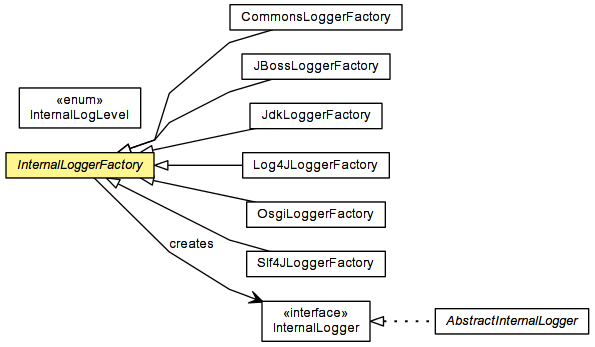 CommonsLoggerFactory
JBossLoggerFactory
«enum»
InternalLogLevel
JdkLoggerFactory
InternalLoggerFactory
Log4JLoggerFactory
OsgiLoggerFactory
creates
Slf4JLoggerFactory
«interface»
InternalLogger
AbstractInternalLogger